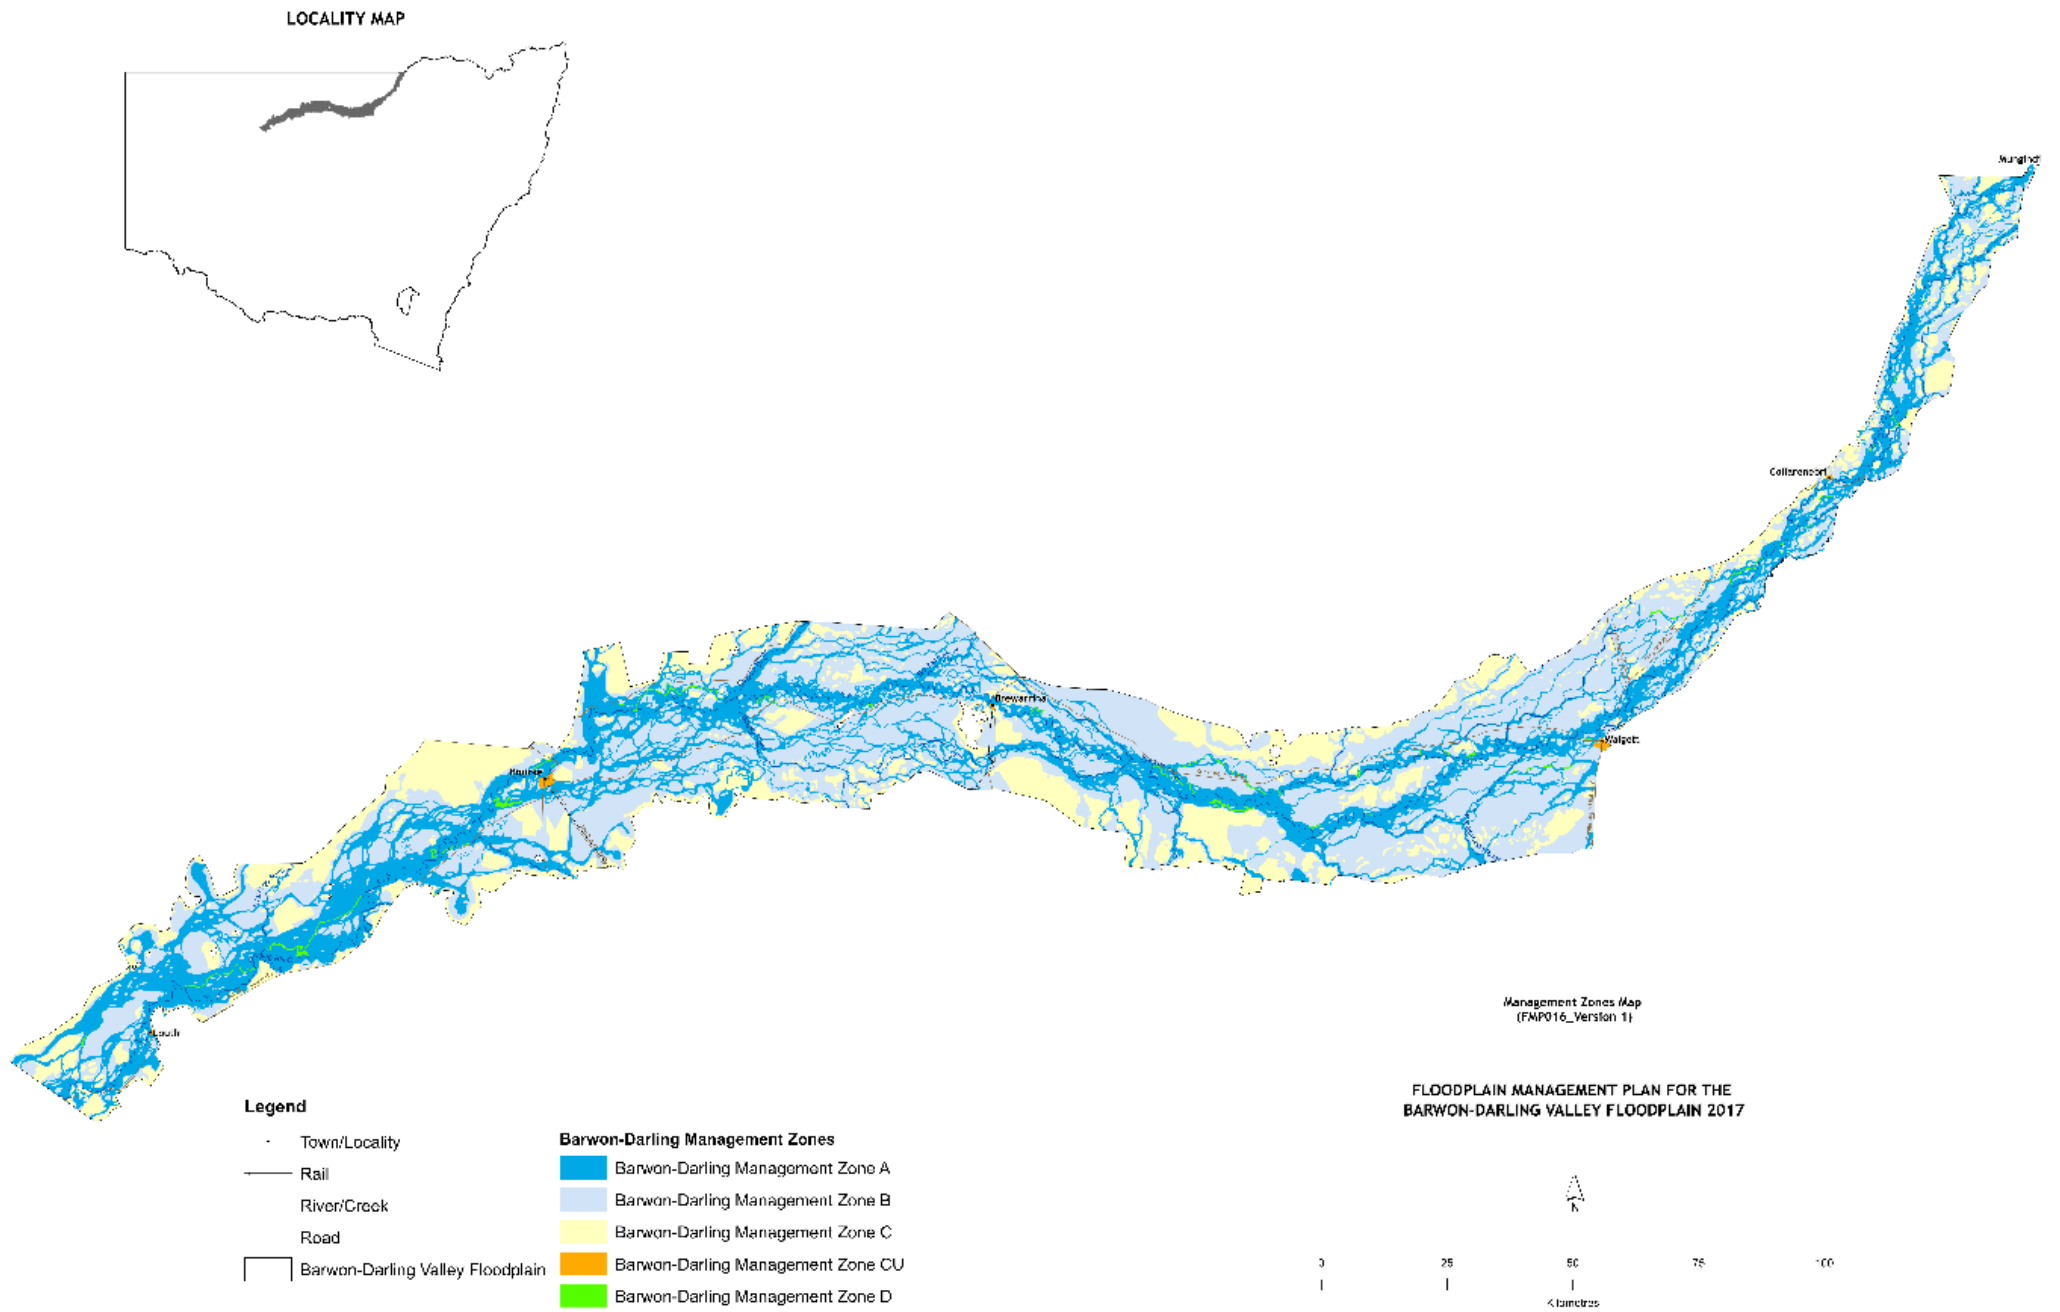 LOCALITY MAP
Mungindi
Collarenebri
Brewarrina
Walgett
Bourke
Louth
Management Zones Map
(FMP016_Version 1)
FLOODPLAIN MANAGEMENT PLAN FOR THE
BARWON-DARLING VALLEY FLOODPLAIN 2017
N
0 25 50 75 100
Kilometres
Legend
Town/Locality
Rail
River/Creek
Road
Barwon-Darling Valley Floodplain
Barwon-Darling Management Zones
Barwon-Darling Management Zone A
Barwon-Darling Management Zone B
Barwon-Darling Management Zone C
Barwon-Darling Management Zone CU
Barwon-Darling Management Zone D